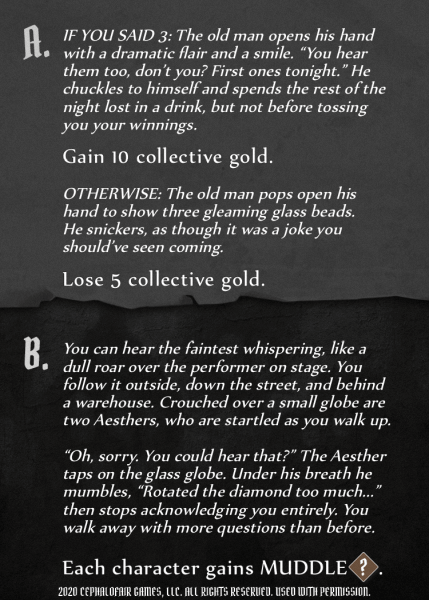 A. IF YOU SAID 3: The old man opens his hand
with a dramatic flair and a smile. “You hear
them too, don’t you? First ones tonight.” He
chuckles to himself and spends the rest of the
night lost in a drink, but not before tossing
you your winnings.
Gain 10 collective gold.
OTHERWISE: The old man pops open his
hand to show three gleaming glass beads.
He snickers, as though it was a joke you
should’ve seen coming.
Lose 5 collective gold.
B. You can hear the faintest whispering, like a
dull roar over the performer on stage. You
follow it outside, down the street, and behind
a warehouse. Crouched over a small globe are
two Aesthers, who are startled as you walk up.
“Oh, sorry. You could hear that?” The Aesther
taps on the glass globe. Under his breath he
mumbles, “Rotated the diamond too much...”
then stops acknowledging you entirely. You
walk away with more questions than before.
Each character gains MUDDLE ?.
2020 CEPHALOFAIR GAMES, LLC. ALL RIGHTS RESERVED. USED WITH PERMISSION.